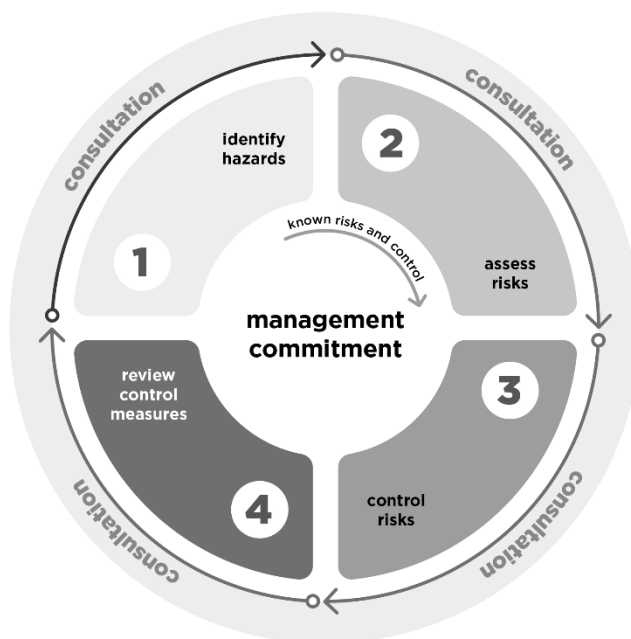 consultation
consultation
identify
hazards
2
1
known risks and control
assess
risks
management
commitment
review
control
measures
3
4
control
risks
consultation
consultation